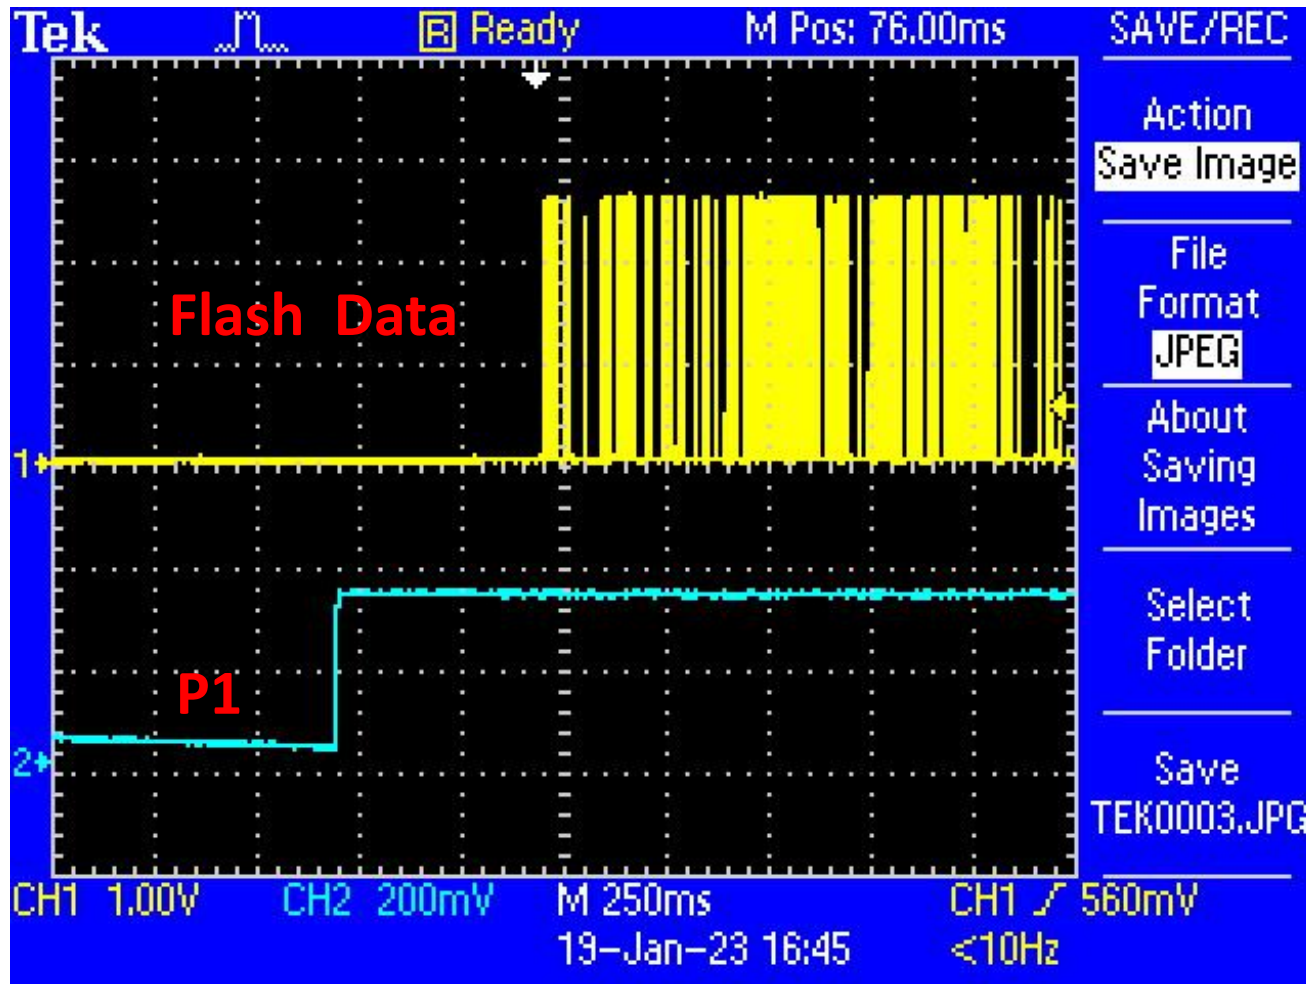 Tek R Ready M Pos: 76.00ms SAVE/REC
Action
Save Image
File
Format
JPEG
About
Saving
Images
Select
Folder
Save
TEK0003.JPG
Flash Data
1
P1
2
CH1 1.00V CH2 200mV M 250ms CH1 560mV
19-Jan-23 16:45 <10Hz